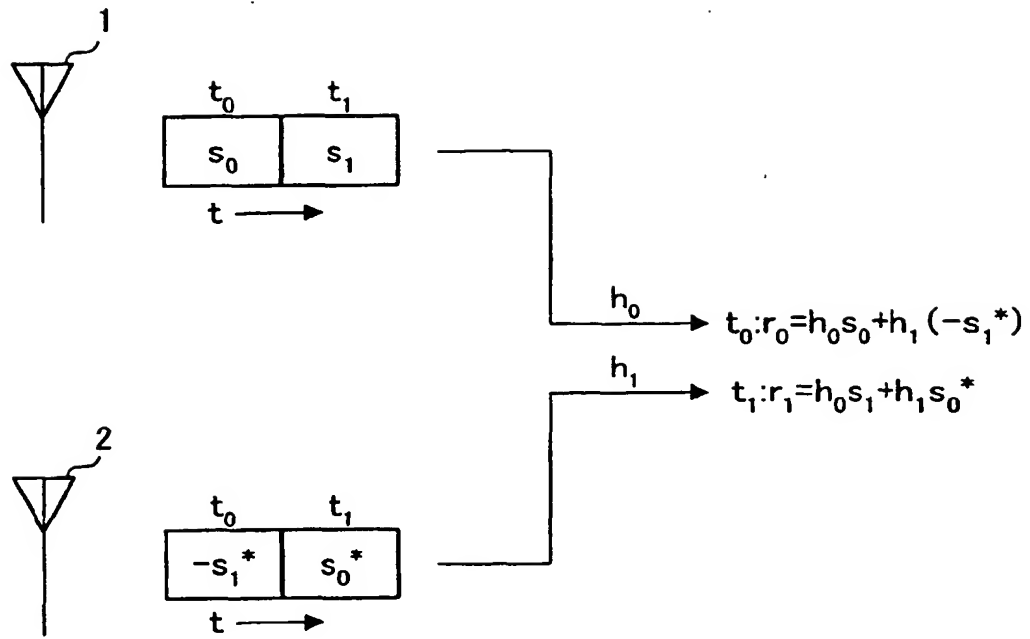 1
t₀ t₁
s₀ s₁
t
h₀
t₀:r₀=h₀s₀+h₁(-s₁*)
h₁
t₁:r₁=h₀s₁+h₁s₀*
2
t₀ t₁
-s₁* s₀*
t